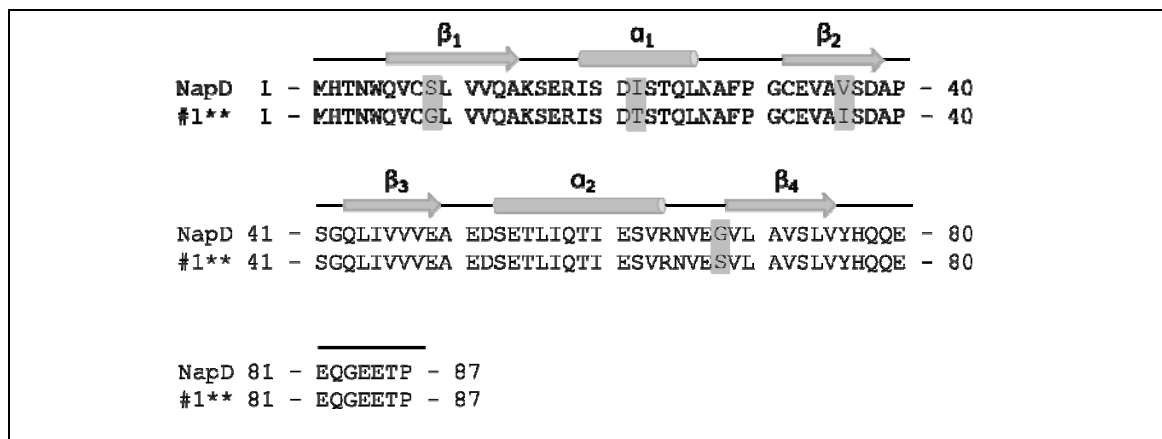 β1 α1 β2
NapD 1 - MHTNWQVCSL VVQAKSERIS DISTQLNAFP GCEVAVSDAP - 40
#1** 1 - MHTNWQVCGL VVQAKSERIS DTSTQLNAFP GCEVAISDAP - 40
β3 α2 β4
NapD 41 - SGQLIVVVEA EDSETLIQTI ESVRNVEGVL AVSLVYHQQE - 80
#1** 41 - SGQLIVVVEA EDSETLIQTI ESVRNVESVL AVSLVYHQQE - 80
NapD 81 - EQGEETP - 87
#1** 81 - EQGEETP - 87